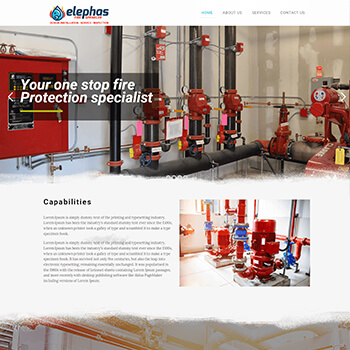 elephas
FIRE SPRINKLER
HOME ABOUT US SERVICES CONTACT US
Your one stop fire
Protection specialist
Capabilities
Lorem Ipsum is simply dummy text of the printing and typesetting industry.
Lorem Ipsum has been the industry's standard dummy text ever since the 1500s,
when an unknown printer took a galley of type and scrambled it to make a type
specimen book.
Lorem Ipsum is simply dummy text of the printing and typesetting industry.
Lorem Ipsum has been the industry's standard dummy text ever since the 1500s,
when an unknown printer took a galley of type and scrambled it to make a type
specimen book. It has survived not only five centuries, but also the leap into
electronic typesetting, remaining essentially unchanged. It was popularised in
the 1960s with the release of Letraset sheets containing Lorem Ipsum passages,
and more recently with desktop publishing software like Aldus PageMaker
including versions of Lorem Ipsum.